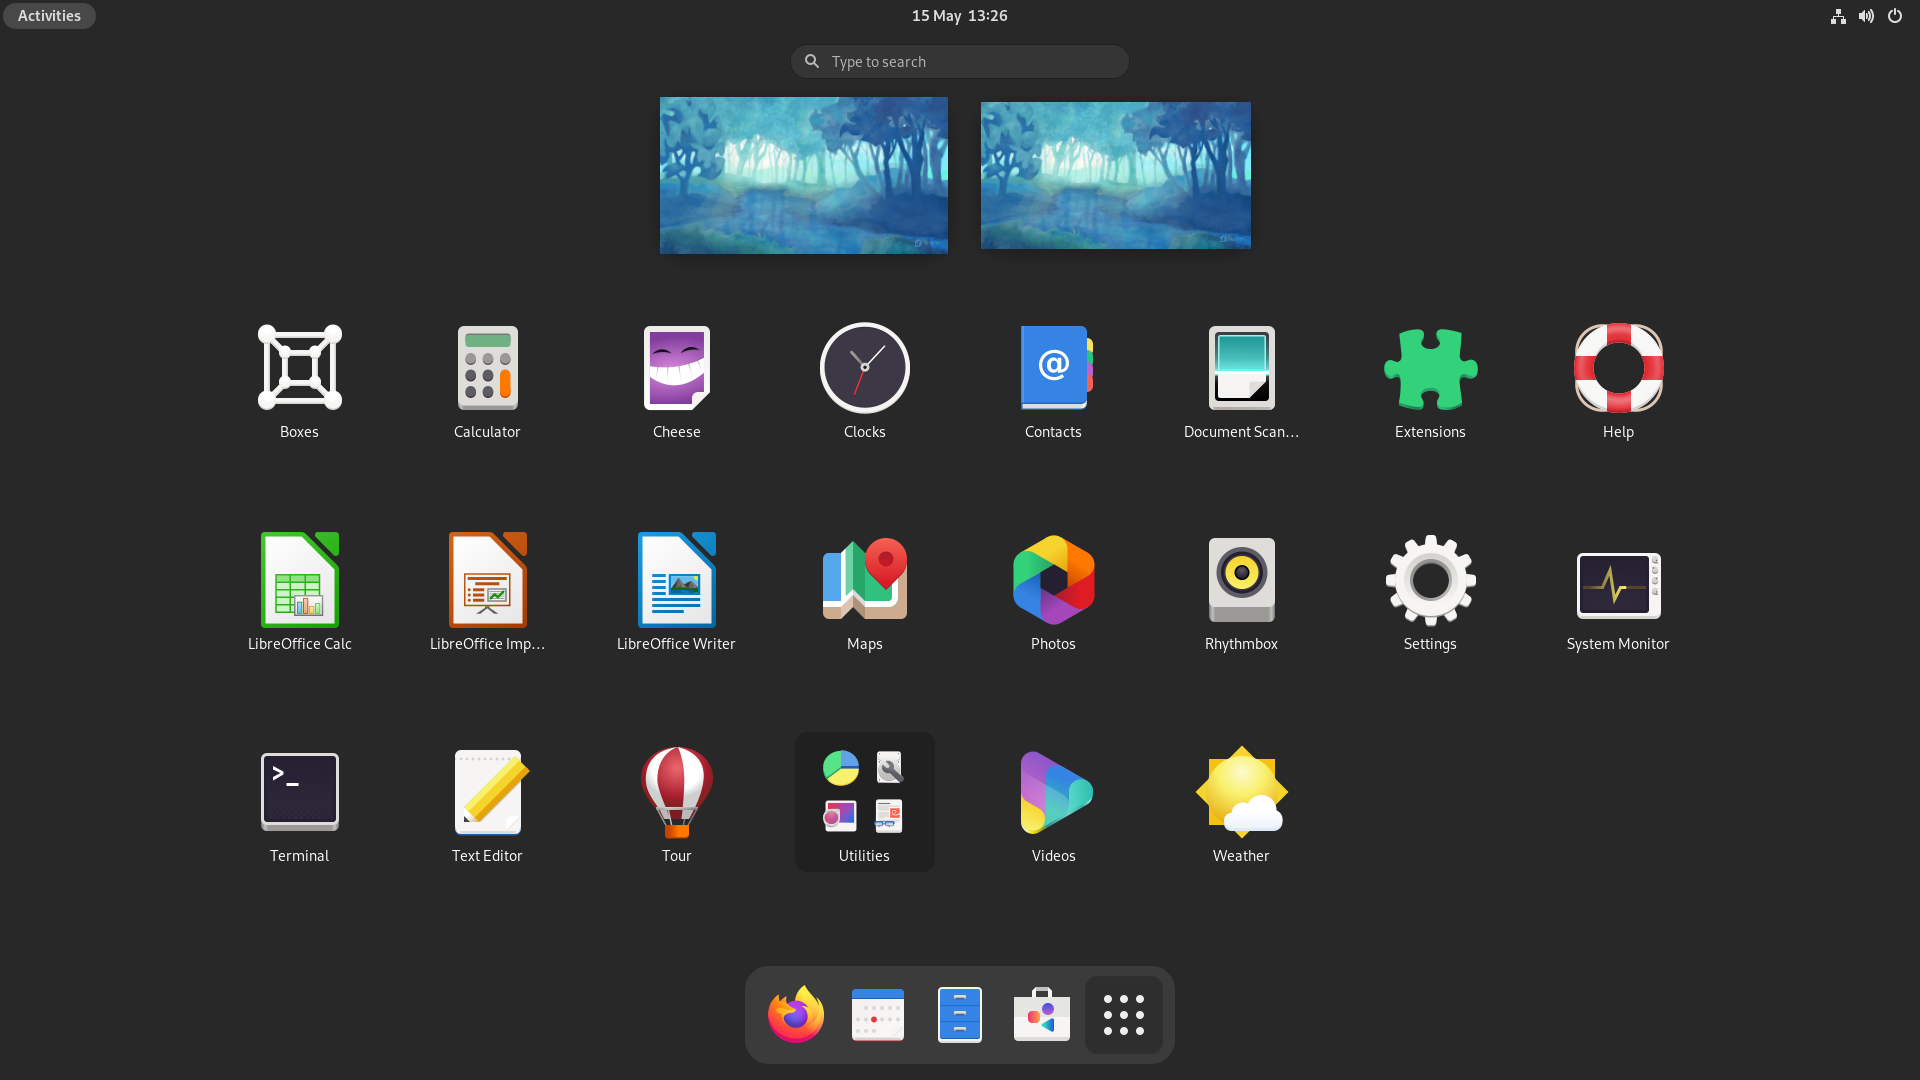 Activities
15 May 13:26
Type to search
Boxes
Calculator
Cheese
Clocks
Contacts
Document Scan...
Extensions
Help
@
LibreOffice Calc
LibreOffice Imp...
LibreOffice Writer
Maps
Photos
Rhythmbox
Settings
System Monitor
>_
Terminal
Text Editor
Tour
Utilities
Videos
Weather